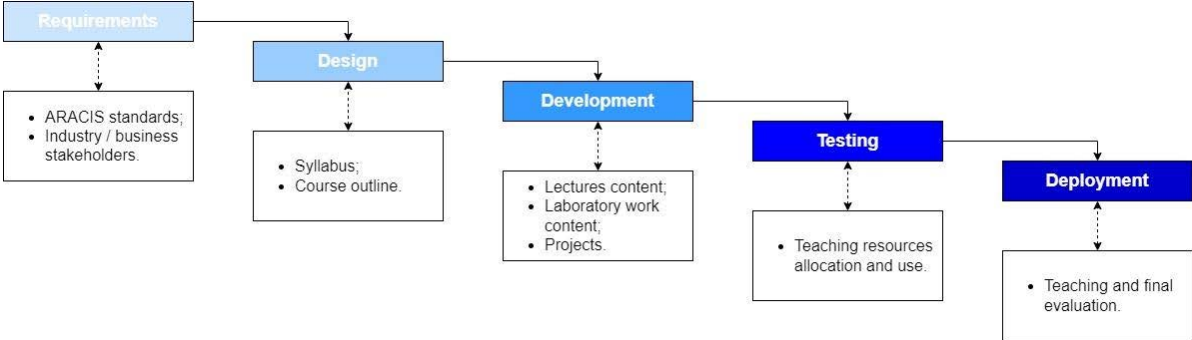 Requirements
• ARACIS standards;
• Industry / business
stakeholders.
Design
• Syllabus;
• Course outline.
Development
• Lectures content;
• Laboratory work
content;
• Projects.
Testing
• Teaching resources
allocation and use.
Deployment
• Teaching and final
evaluation.